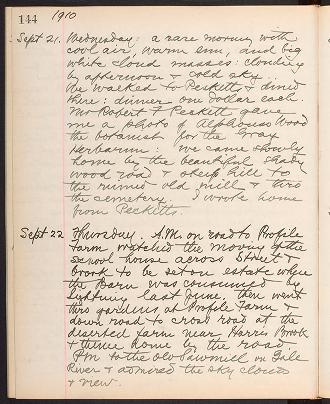 144
1910
Sept 21. Wednesday: a rare morning with
cool air, warm sun, and big
white cloud masses: cloudy
by afternoon & cold sky.
We walked to Pesketts & dined
there: dinner one dollar each.
Mr Robert F Peckett gave
me a photo of Alphonso Wood
the botanist for the Gray
Herbarium: We came slowly
home by the beautiful shady
wood road & sheep hill to
the ruined old mill & thro
the cemetery. I wrote home
from Pecketts.
Sept 22 Thursday. A.M. on road to Profile
Farm watched the moving of the
school house across Street &
brook to be set on estate where
the Barn was consumed by
lightning last June, then went
thro gardens at Profile Farm &
down road to cross road at the
deserted farm near Harris Brook
& thence home by the road.
PM to the old Sawmill on Gale
River & admired the sky clouds
& view.